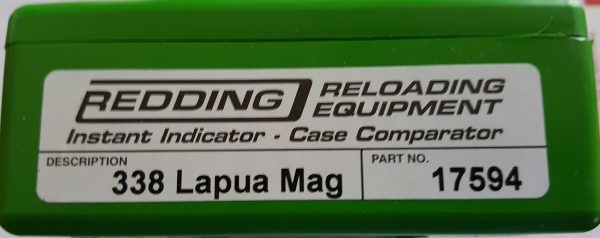 REDDING RELOADING
EQUIPMENT
Instant Indicator - Case Comparator
DESCRIPTION PART NO.
338 Lapua Mag 17594